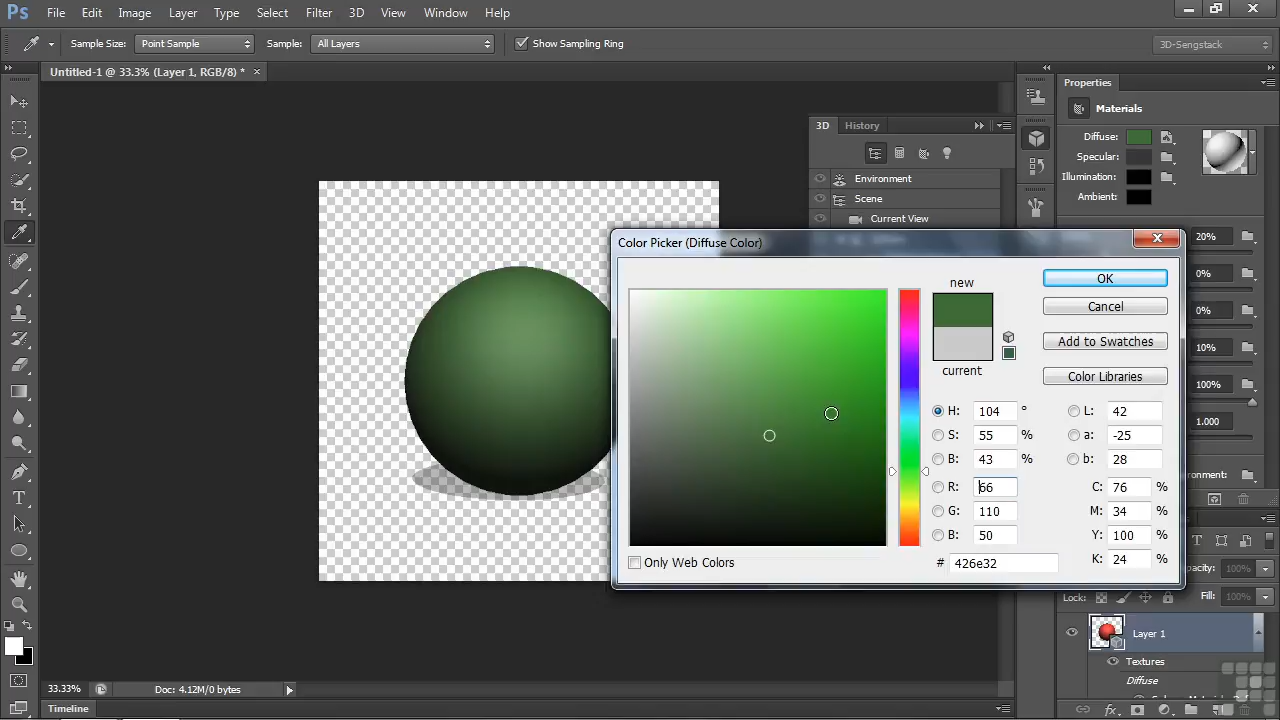 Ps File Edit Image Layer Type Select Filter 3D View Window Help
Sample Size: Point Sample Sample: All Layers Show Sampling Ring 3D-Sengstack
Untitled-1 @ 33.3% (Layer 1, RGB/8) * ×
Properties
Materials
Diffuse:
Specular:
Illumination:
Ambient:
20%
0%
0%
10%
100%
1.000
3D History
Environment
Scene
Current View
Color Picker (Diffuse Color)
new
current
OK
Cancel
Add to Swatches
Color Libraries
H: 104 ° L: 42
S: 55 % a: -25
B: 43 % b: 28
R: 66 C: 76 %
G: 110 M: 34 %
B: 50 Y: 100 %
# 426e32 K: 24 %
Only Web Colors
100%
Lock: Fill: 100%
Layer 1
Textures
Diffuse
33.33% Doc: 4.12M/0 bytes
Timeline